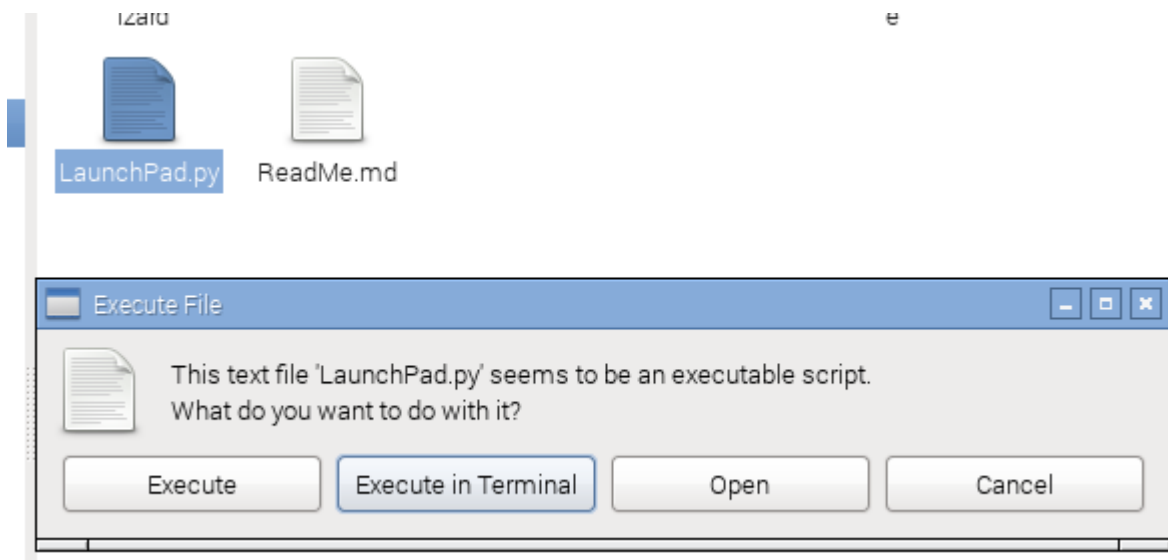 izard
e
LaunchPad.py
ReadMe.md
Execute File
This text file 'LaunchPad.py' seems to be an executable script.
What do you want to do with it?
Execute
Execute in Terminal
Open
Cancel